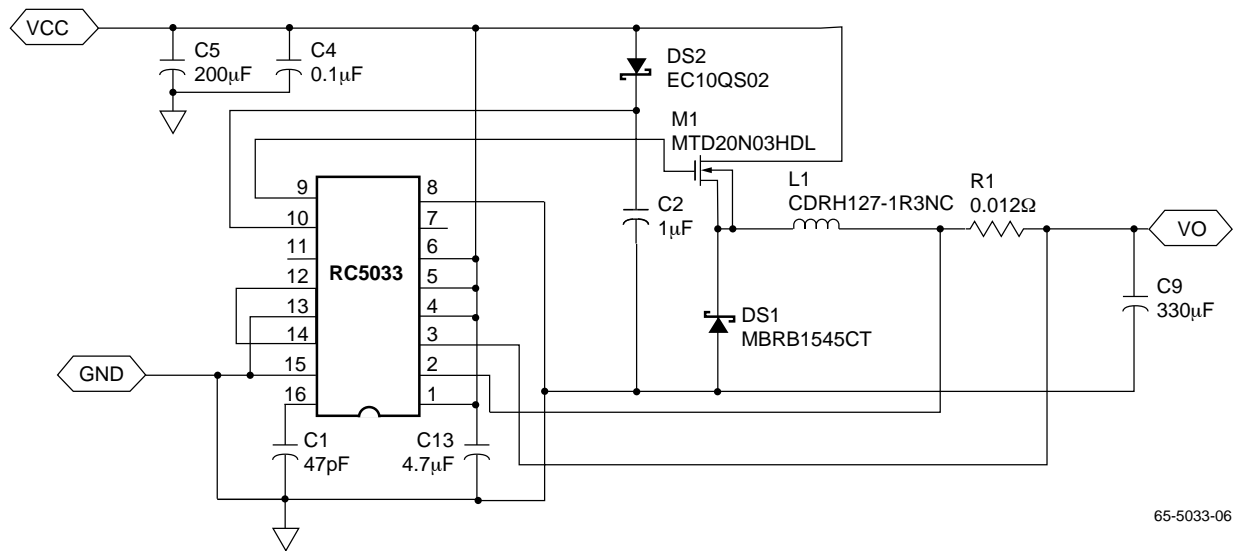 VCC
C5
200µF
C4
0.1µF
DS2
EC10QS02
M1
MTD20N03HDL
L1
CDRH127-1R3NC
R1
0.012Ω
C2
1µF
VO
9
10
11
12
13
14
15
16
RC5033
8
7
6
5
4
3
2
1
DS1
MBRB1545CT
C9
330µF
GND
C1
47pF
C13
4.7µF
65-5033-06